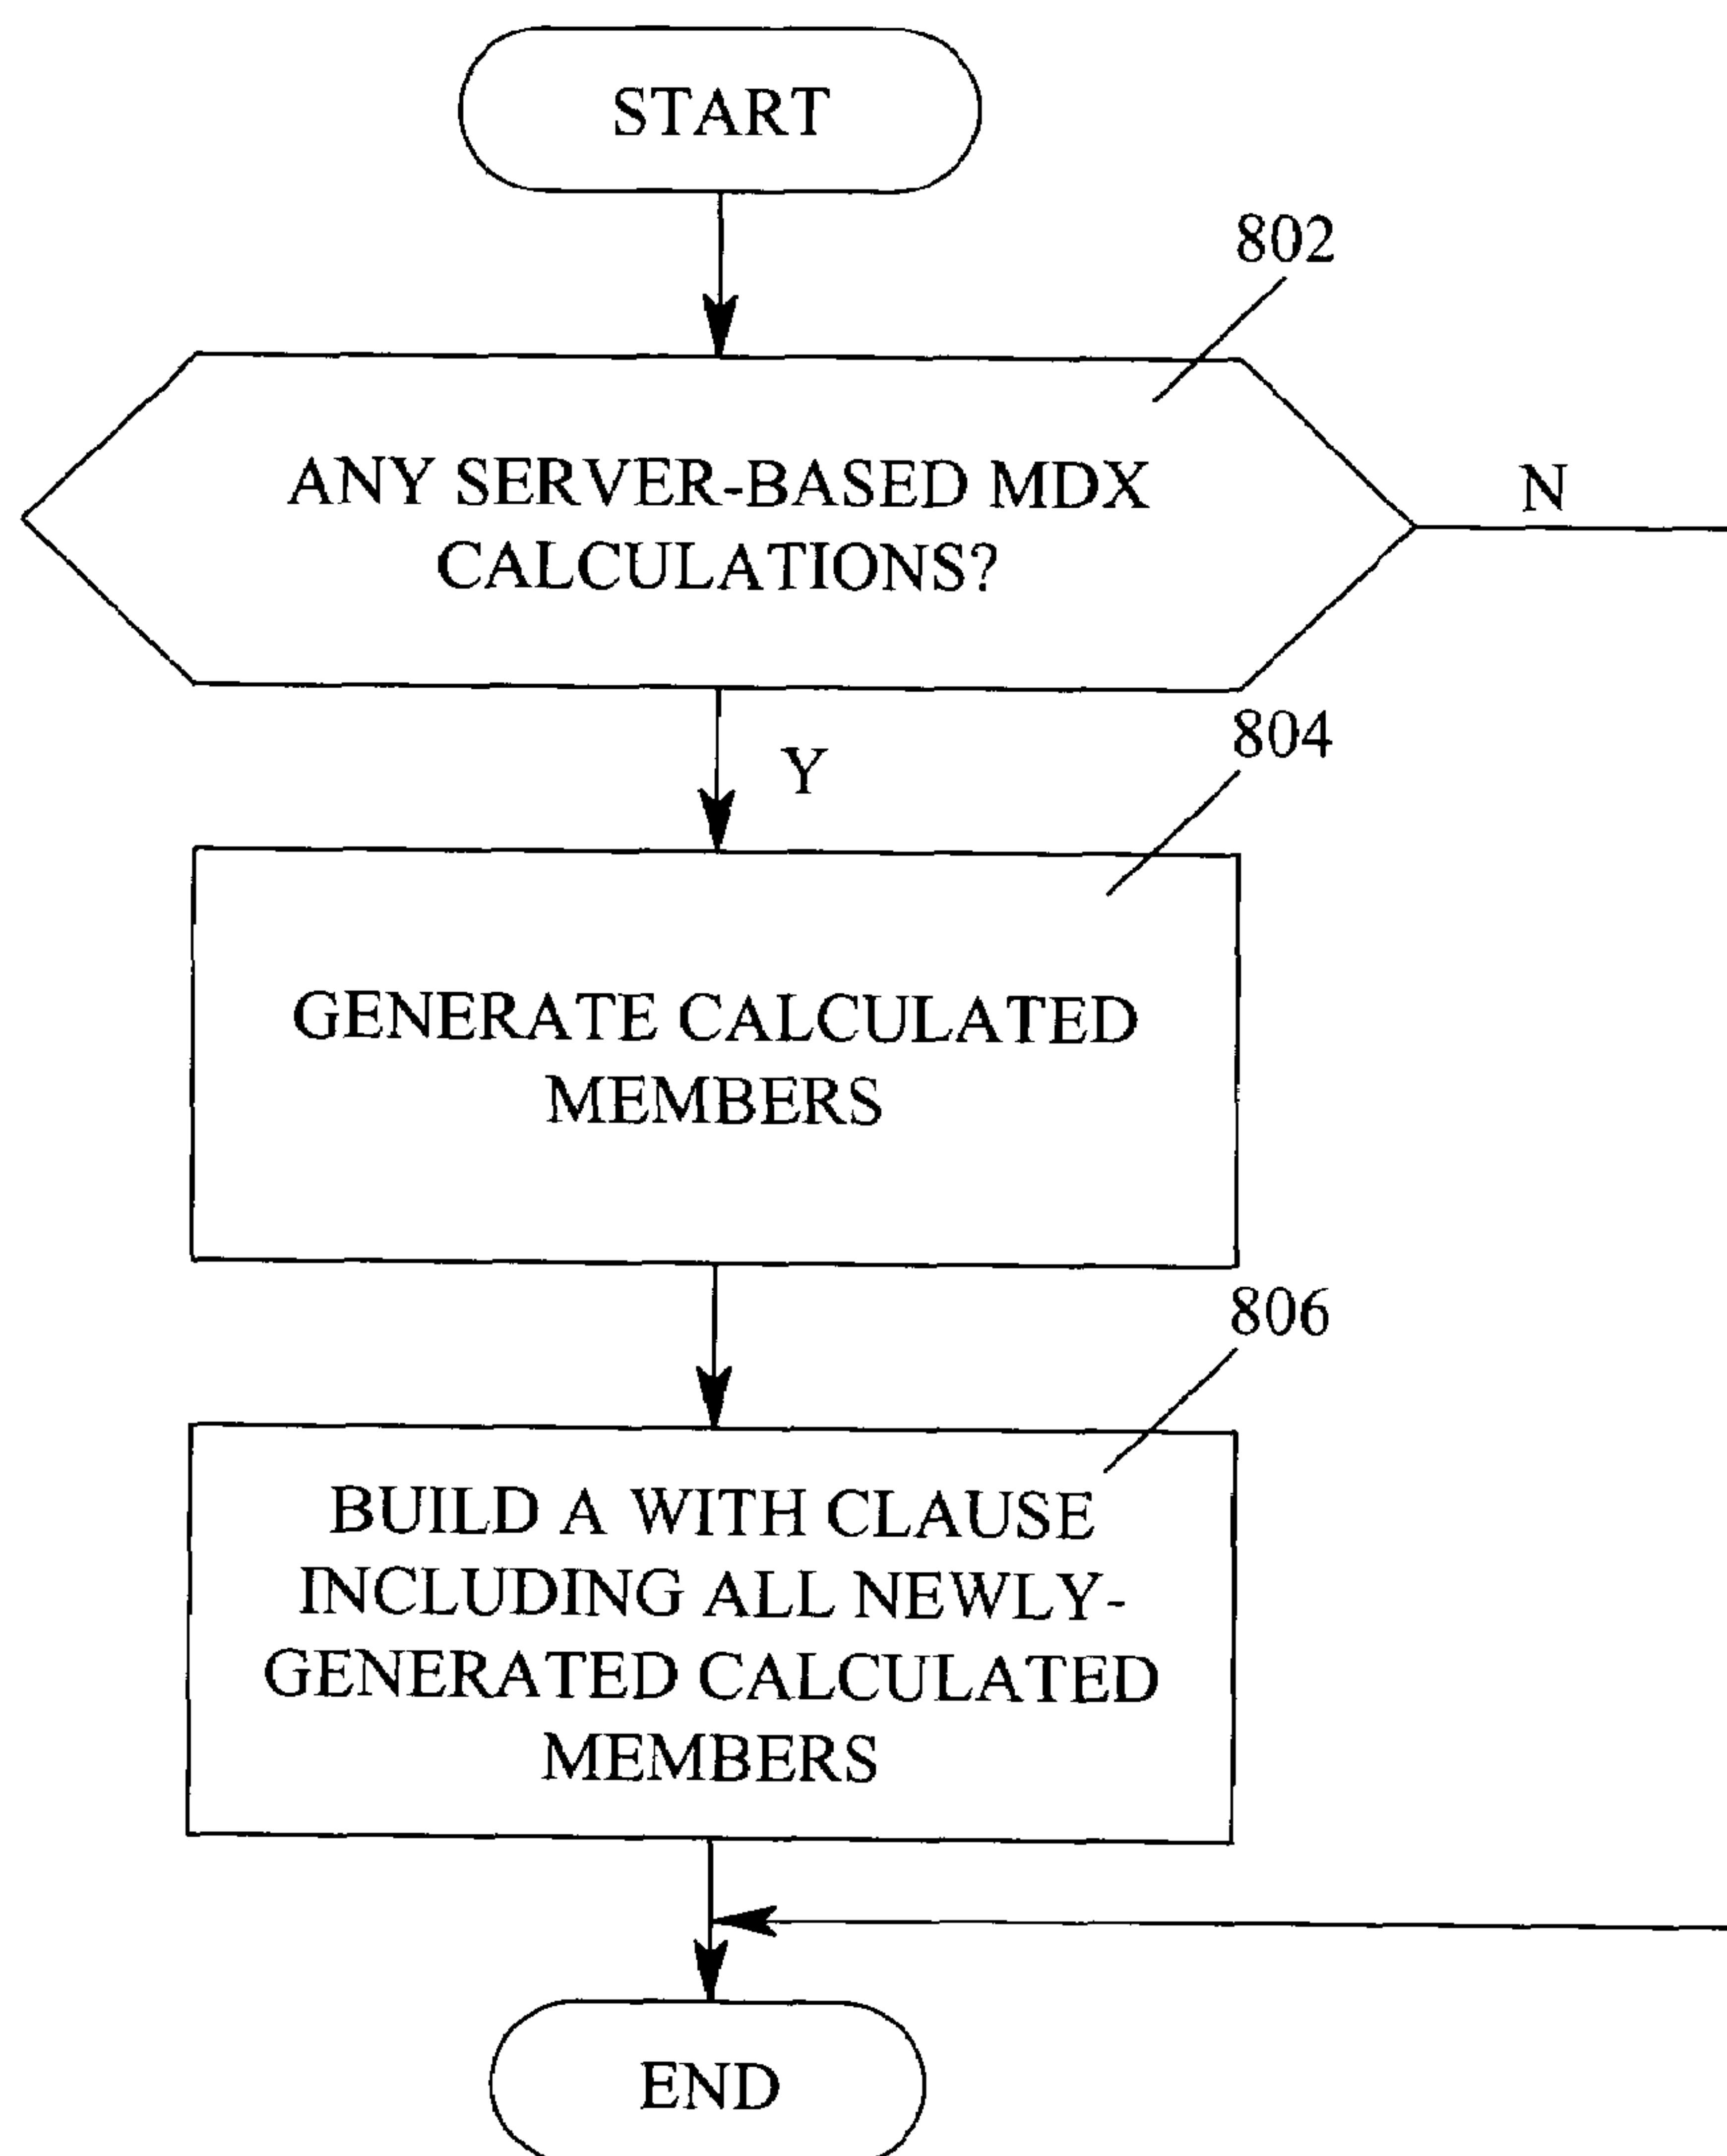 START
802
ANY SERVER-BASED MDX
CALCULATIONS?
N
Y
804
GENERATE CALCULATED
MEMBERS
806
BUILD A WITH CLAUSE
INCLUDING ALL NEWLY-
GENERATED CALCULATED
MEMBERS
END